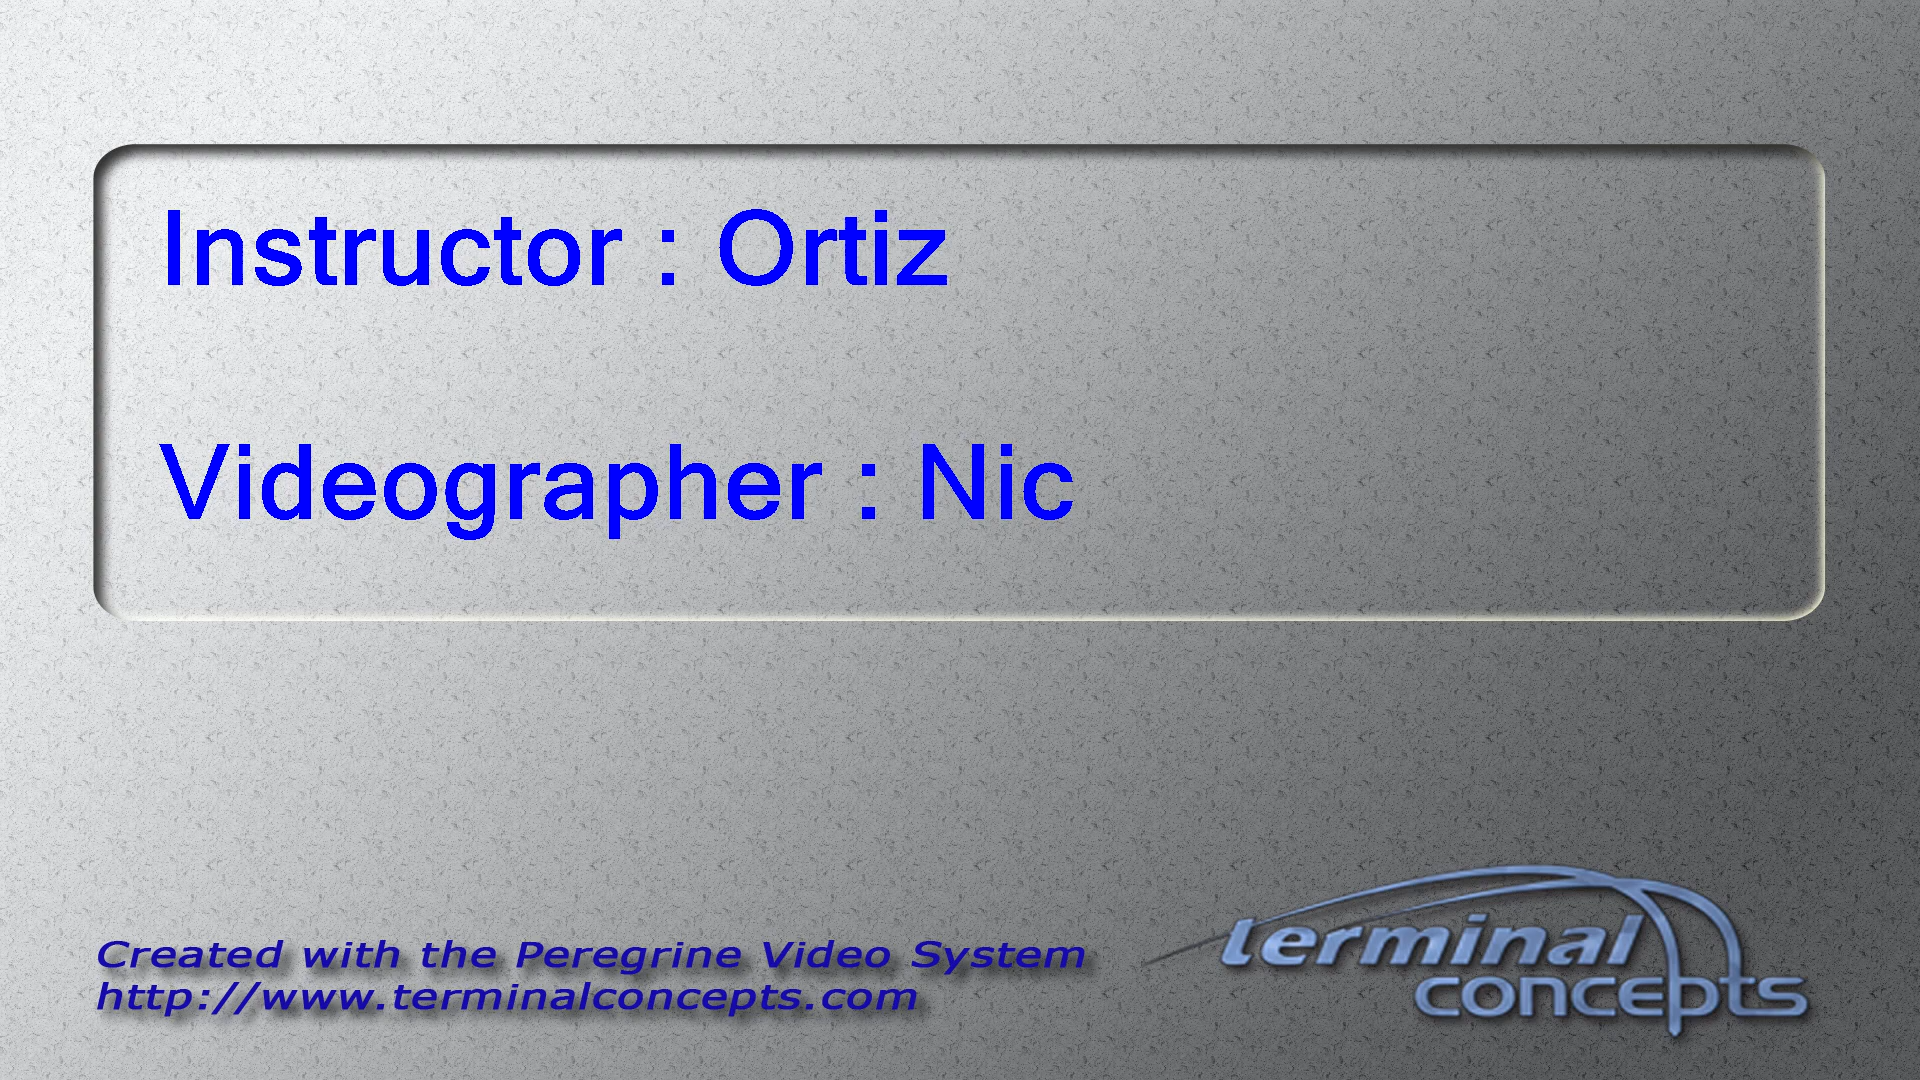 Instructor : Ortiz
Videographer : Nic
Created with the Peregrine Video System
http://www.terminalconcepts.com
terminal
concepts